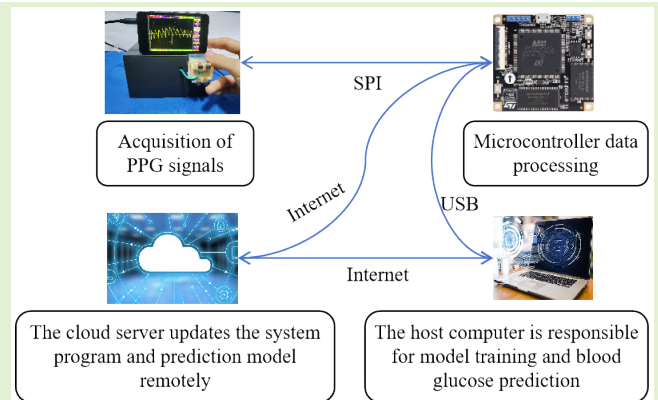 SPI
Acquisition of
PPG signals
Microcontroller data
processing
Internet
USB
Internet
The cloud server updates the system
program and prediction model
remotely
The host computer is responsible
for model training and blood
glucose prediction